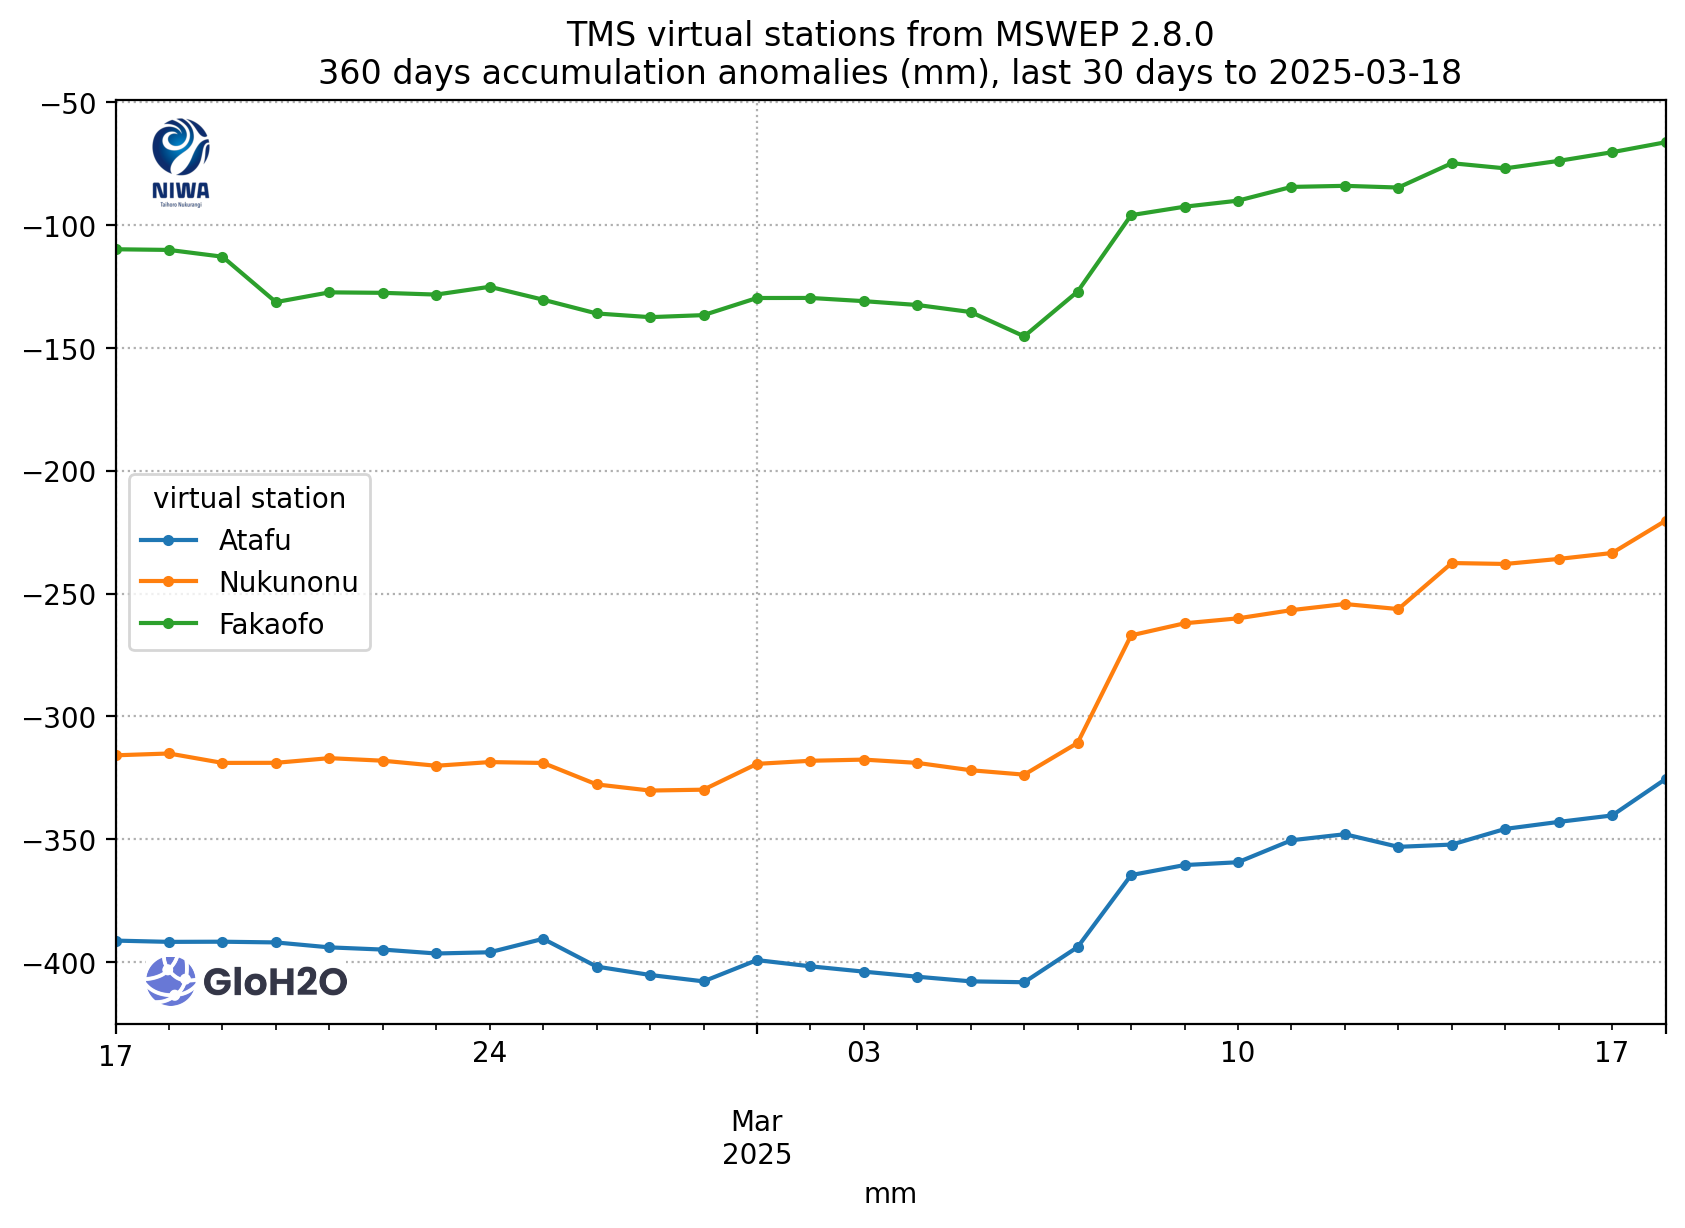 TMS virtual stations from MSWEP 2.8.0
360 days accumulation anomalies (mm), last 30 days to 2025-03-18
−50
−100
−150
−200
−250
−300
−350
−400
NIWA
Taihoro Nukurangi
virtual station
Atafu
Nukunonu
Fakaofo
GloH2O
17
24
03
10
17
Mar
2025
mm